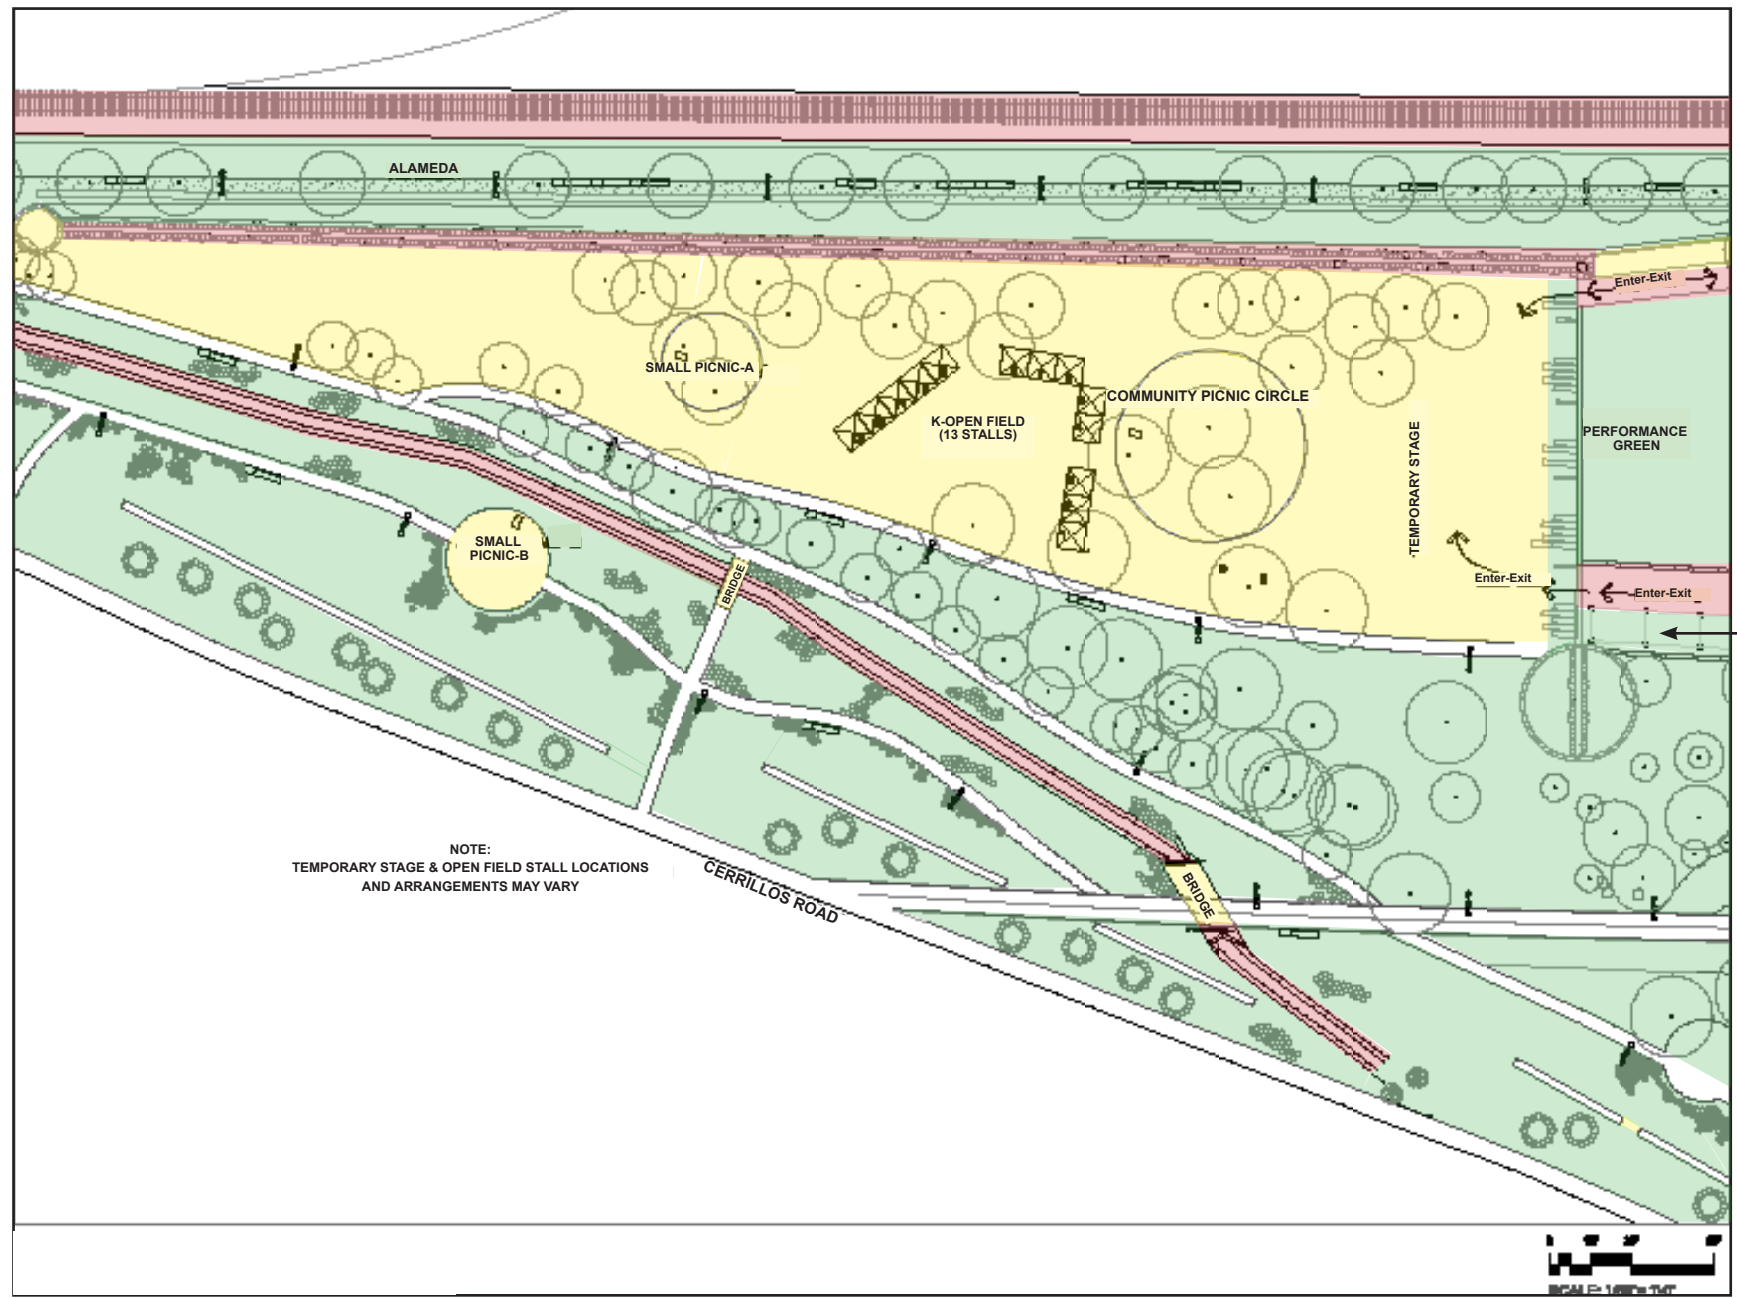 ALAMEDA
Enter-Exit
SMALL PICNIC-A
COMMUNITY PICNIC CIRCLE
K-OPEN FIELD
(13 STALLS)
TEMPORARY STAGE
PERFORMANCE
GREEN
SMALL
PICNIC-B
BRIDGE
Enter-Exit
Enter-Exit
NOTE:
TEMPORARY STAGE & OPEN FIELD STALL LOCATIONS
AND ARRANGEMENTS MAY VARY
CERRILLOS ROAD
BRIDGE